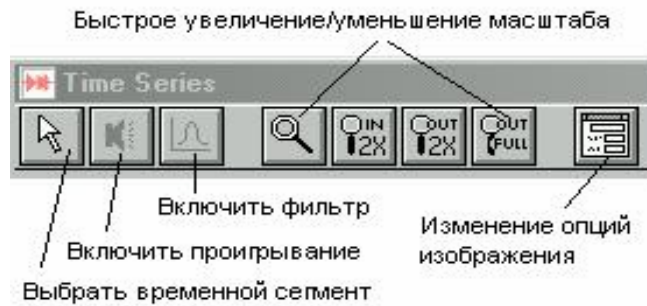 Быстрое увеличение/уменьшение масштаба
Time Series
IN
2X
OUT
2X
OUT
FULL
Включить фильтр
Изменение опций
изображения
Включить проигрывание
Выбрать временной сегмент